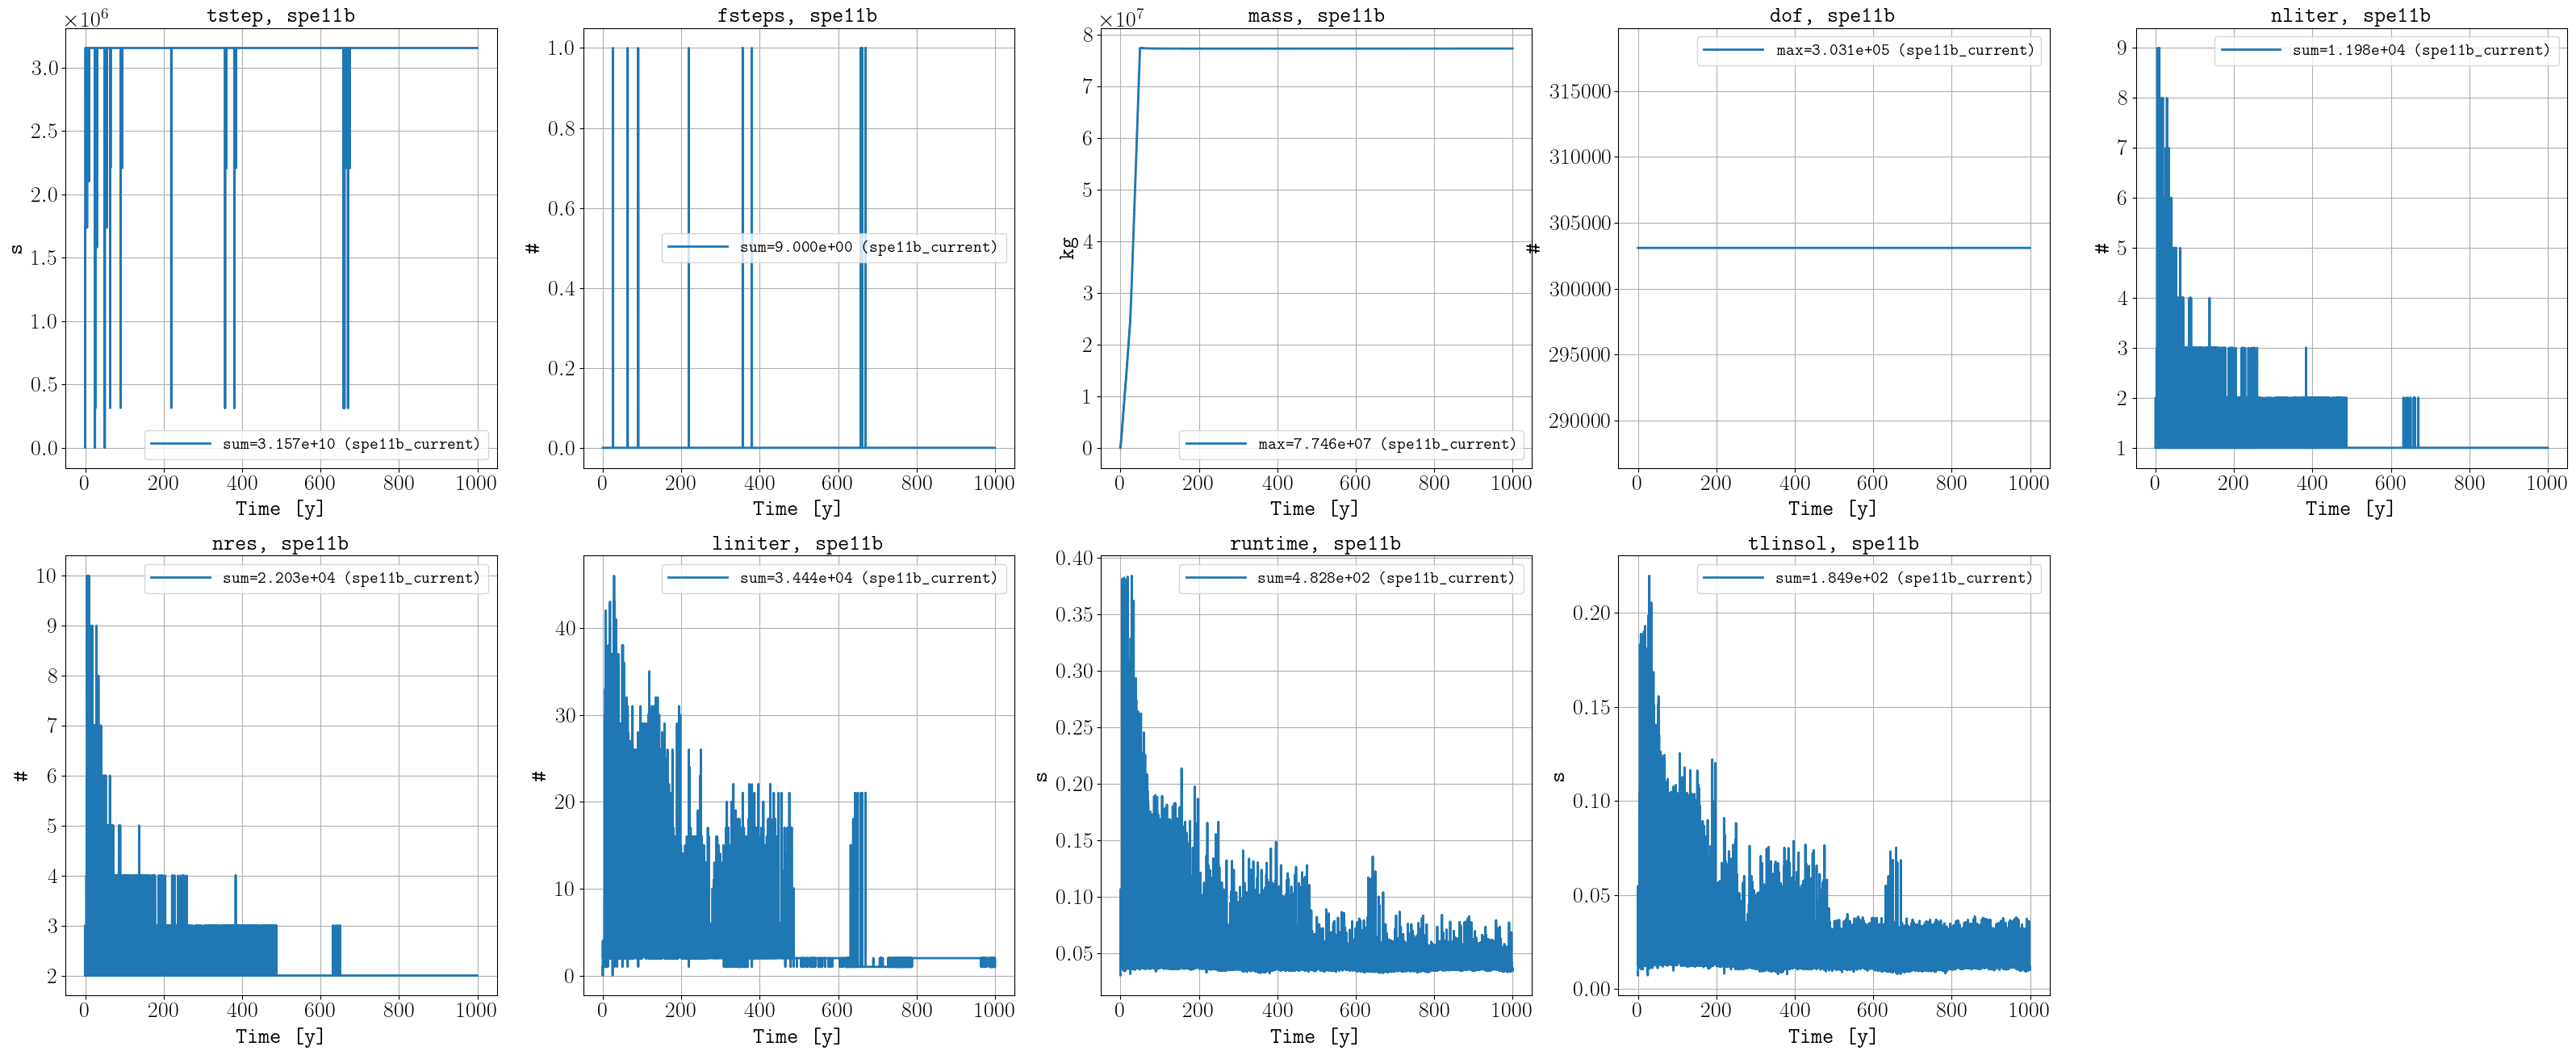 tstep, spe11b
×10⁶
3.0
2.5
2.0
1.5
1.0
0.5
0.0
s
sum=3.157e+10 (spe11b_current)
0 200 400 600 800 1000
Time [y]
fsteps, spe11b
1.0
0.8
0.6
0.4
0.2
0.0
#
sum=9.000e+00 (spe11b_current)
0 200 400 600 800 1000
Time [y]
mass, spe11b
×10⁷
8
7
6
5
4
3
2
1
0
kg
max=7.746e+07 (spe11b_current)
0 200 400 600 800 1000
Time [y]
dof, spe11b
max=3.031e+05 (spe11b_current)
315000
310000
305000
300000
295000
290000
#
0 200 400 600 800 1000
Time [y]
nliter, spe11b
sum=1.198e+04 (spe11b_current)
9
8
7
6
5
4
3
2
1
#
0 200 400 600 800 1000
Time [y]
nres, spe11b
sum=2.203e+04 (spe11b_current)
10
9
8
7
6
5
4
3
2
#
0 200 400 600 800 1000
Time [y]
liniter, spe11b
sum=3.444e+04 (spe11b_current)
40
30
20
10
0
#
0 200 400 600 800 1000
Time [y]
runtime, spe11b
sum=4.828e+02 (spe11b_current)
0.40
0.35
0.30
0.25
0.20
0.15
0.10
0.05
s
0 200 400 600 800 1000
Time [y]
tlinsol, spe11b
sum=1.849e+02 (spe11b_current)
0.20
0.15
0.10
0.05
0.00
s
0 200 400 600 800 1000
Time [y]